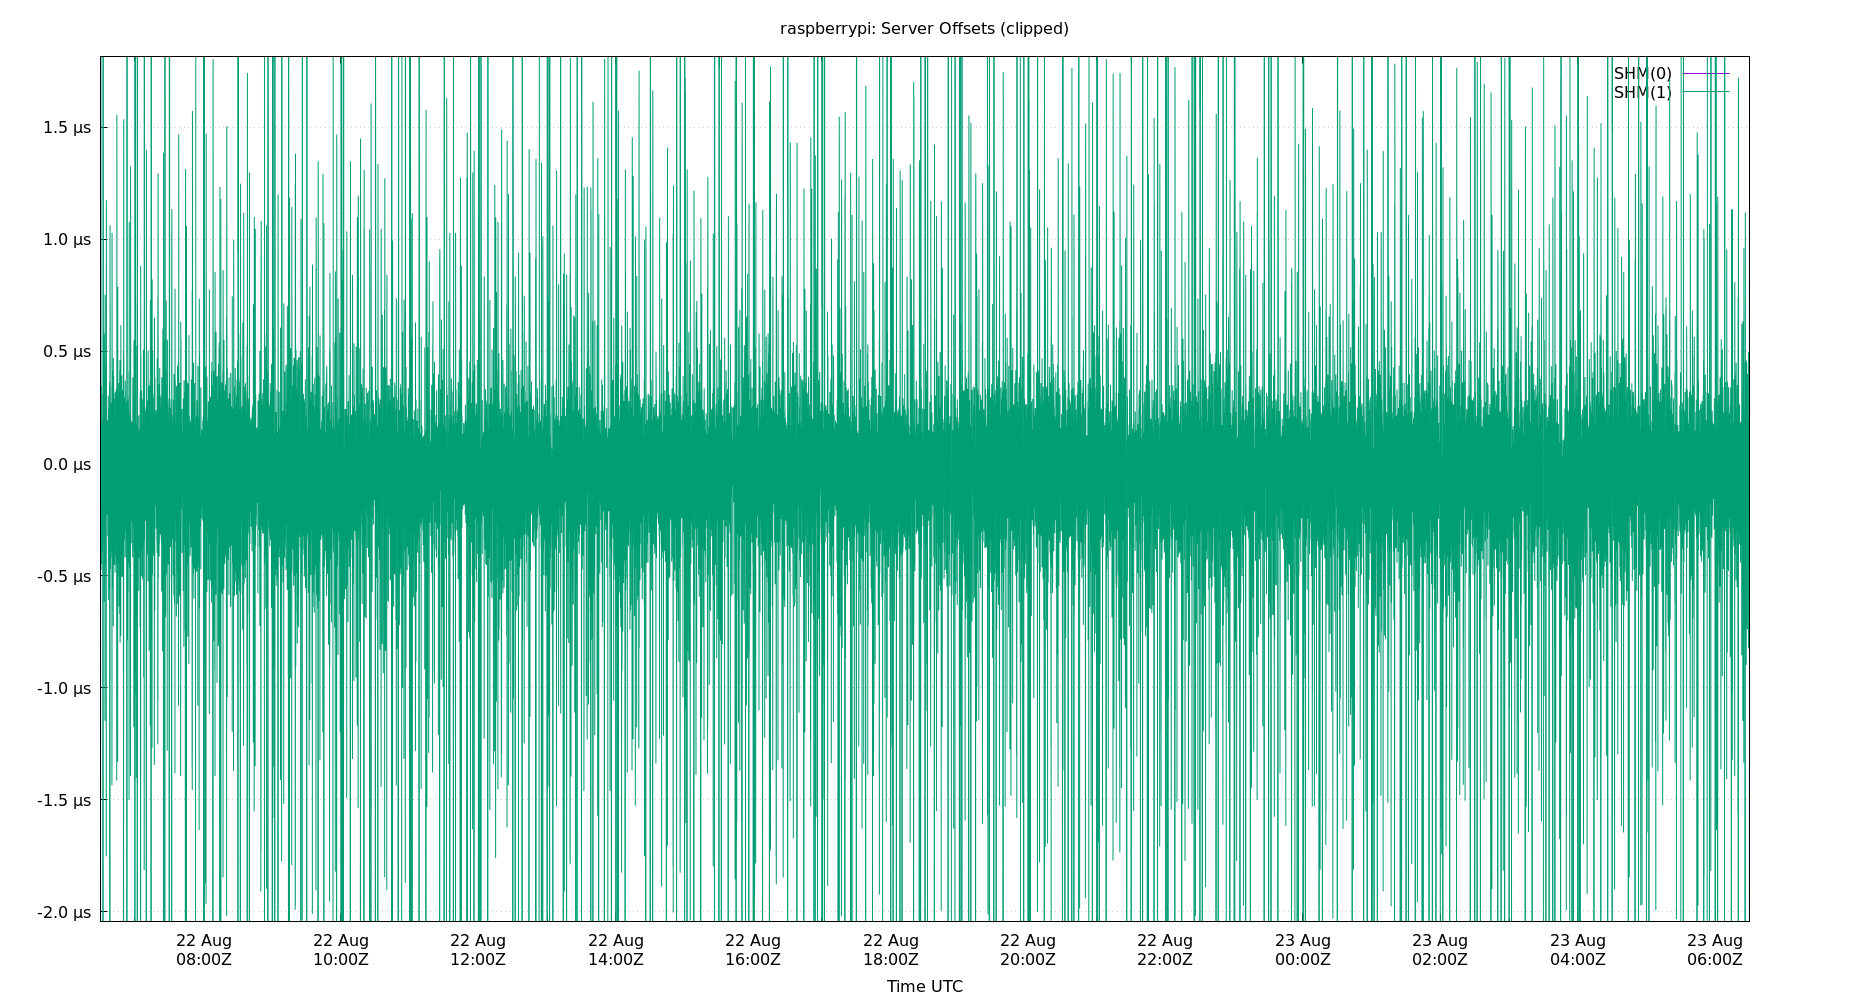 raspberrypi: Server Offsets (clipped)
SHM(0)
SHM(1)
1.5 µs
1.0 µs
0.5 µs
0.0 µs
-0.5 µs
-1.0 µs
-1.5 µs
-2.0 µs
22 Aug 22 Aug 22 Aug 22 Aug 22 Aug 22 Aug 22 Aug 22 Aug 23 Aug 23 Aug 23 Aug 23 Aug
08:00Z 10:00Z 12:00Z 14:00Z 16:00Z 18:00Z 20:00Z 22:00Z 00:00Z 02:00Z 04:00Z 06:00Z
Time UTC